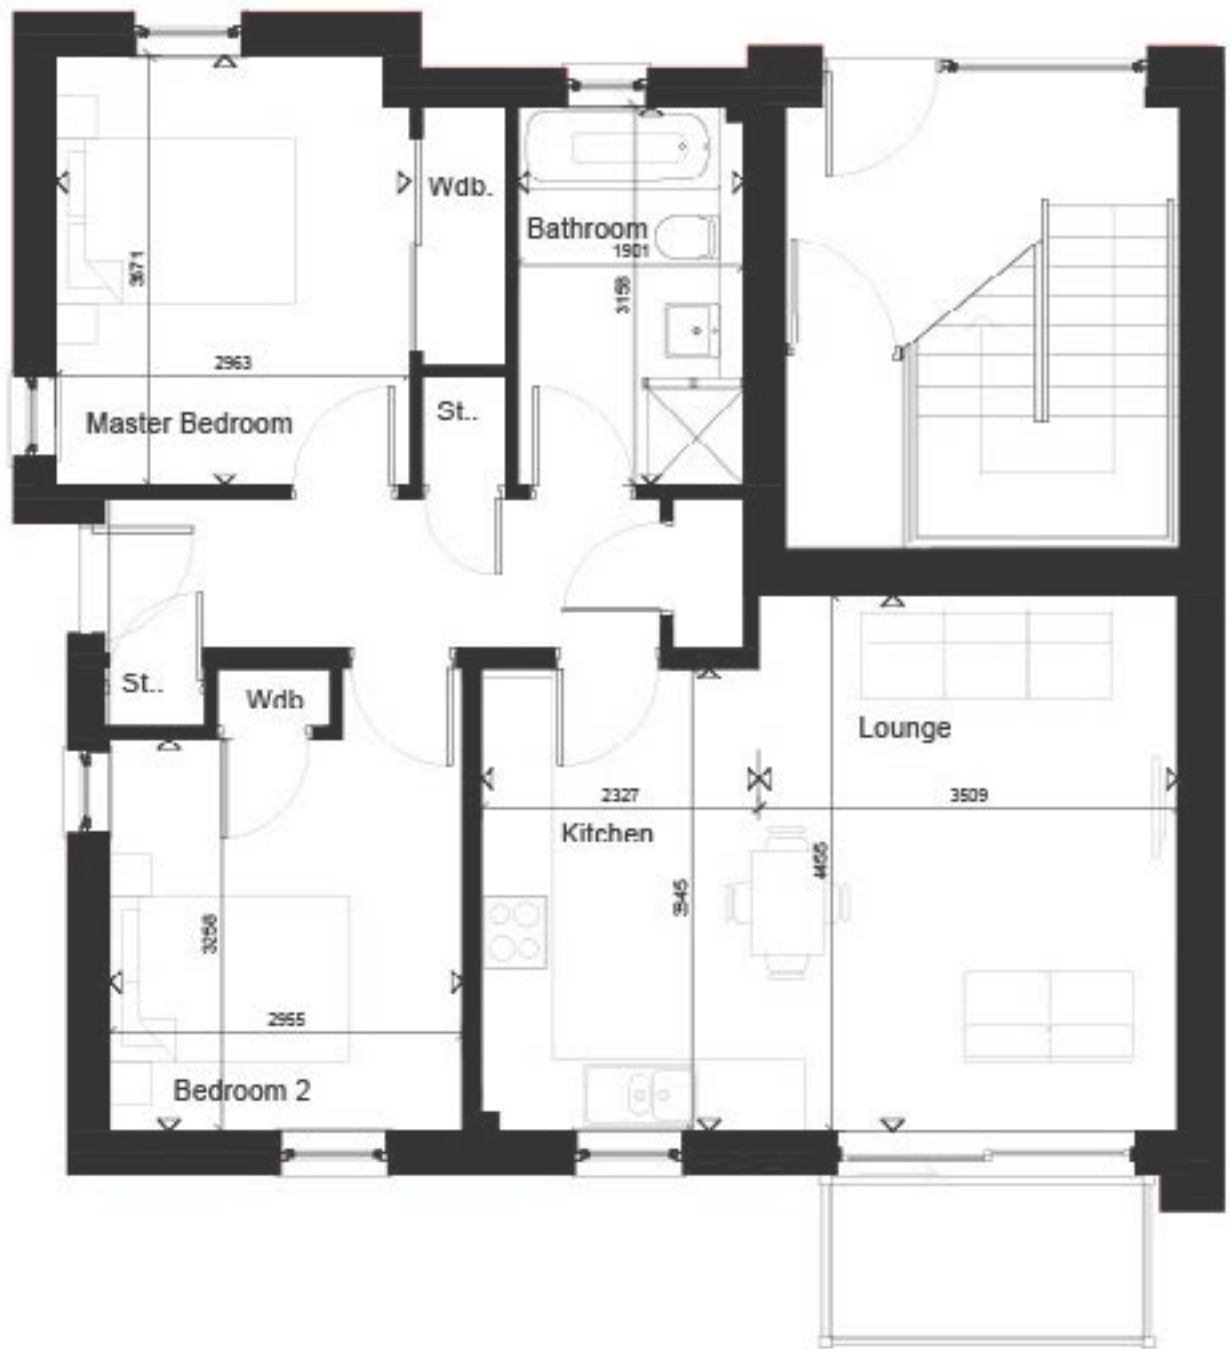 Wdb.
Bathroom
1901
3671
3158
2963
Master Bedroom
St..
St..
Wdb
Lounge
2327
3509
Kitchen
4455
3945
3258
2955
Bedroom 2